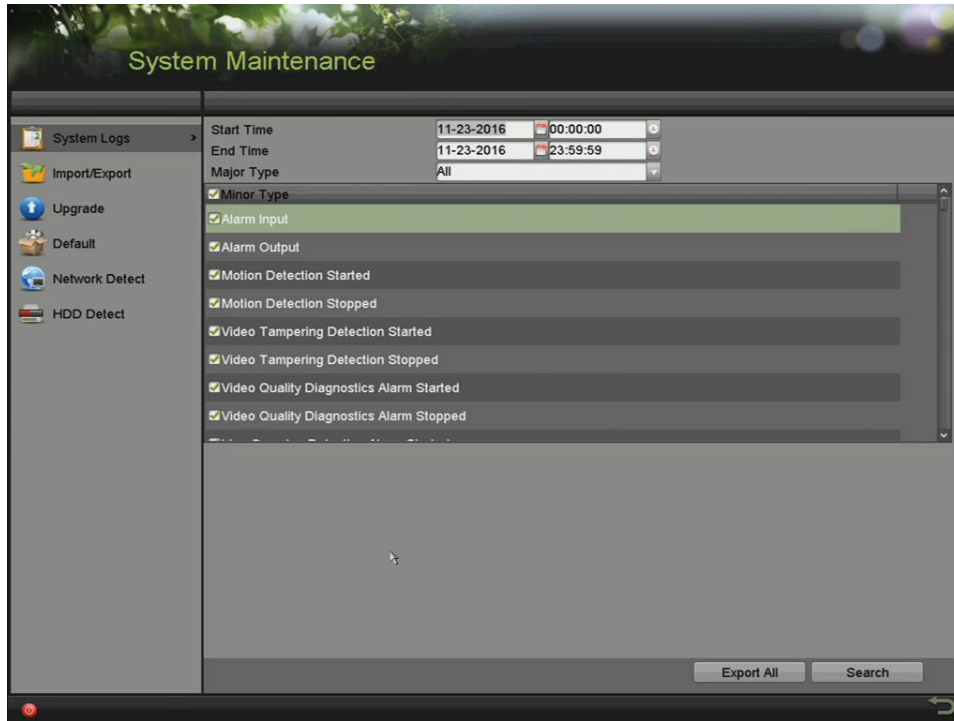 System Maintenance
System Logs >
Import/Export
Upgrade
Default
Network Detect
HDD Detect
Start Time 11-23-2016 00:00:00
End Time 11-23-2016 23:59:59
Major Type All
Minor Type
Alarm Input
Alarm Output
Motion Detection Started
Motion Detection Stopped
Video Tampering Detection Started
Video Tampering Detection Stopped
Video Quality Diagnostics Alarm Started
Video Quality Diagnostics Alarm Stopped
Export All Search